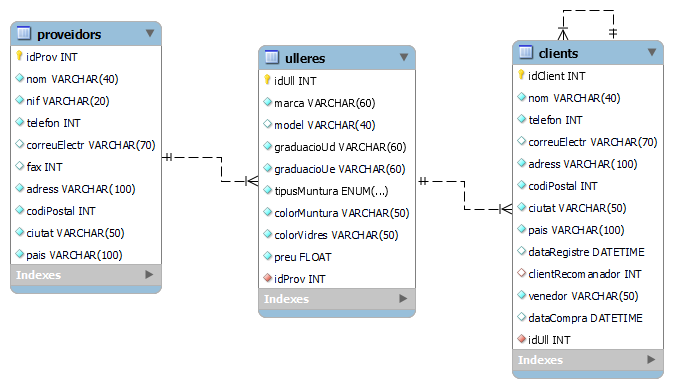 proveidors
idProv INT
nom VARCHAR(40)
nif VARCHAR(20)
telefon INT
correuElectr VARCHAR(70)
fax INT
adress VARCHAR(100)
codiPostal INT
ciutat VARCHAR(50)
pais VARCHAR(100)
Indexes
ulleres
idUll INT
marca VARCHAR(60)
model VARCHAR(40)
graduacioUd VARCHAR(60)
graduacioUe VARCHAR(60)
tipusMuntura ENUM(...)
colorMuntura VARCHAR(50)
colorVidres VARCHAR(50)
preu FLOAT
idProv INT
Indexes
clients
idClient INT
nom VARCHAR(40)
telefon INT
correuElectr VARCHAR(70)
adress VARCHAR(100)
codiPostal INT
ciutat VARCHAR(50)
pais VARCHAR(100)
dataRegistre DATETIME
clientRecomanador INT
venedor VARCHAR(50)
dataCompra DATETIME
idUll INT
Indexes